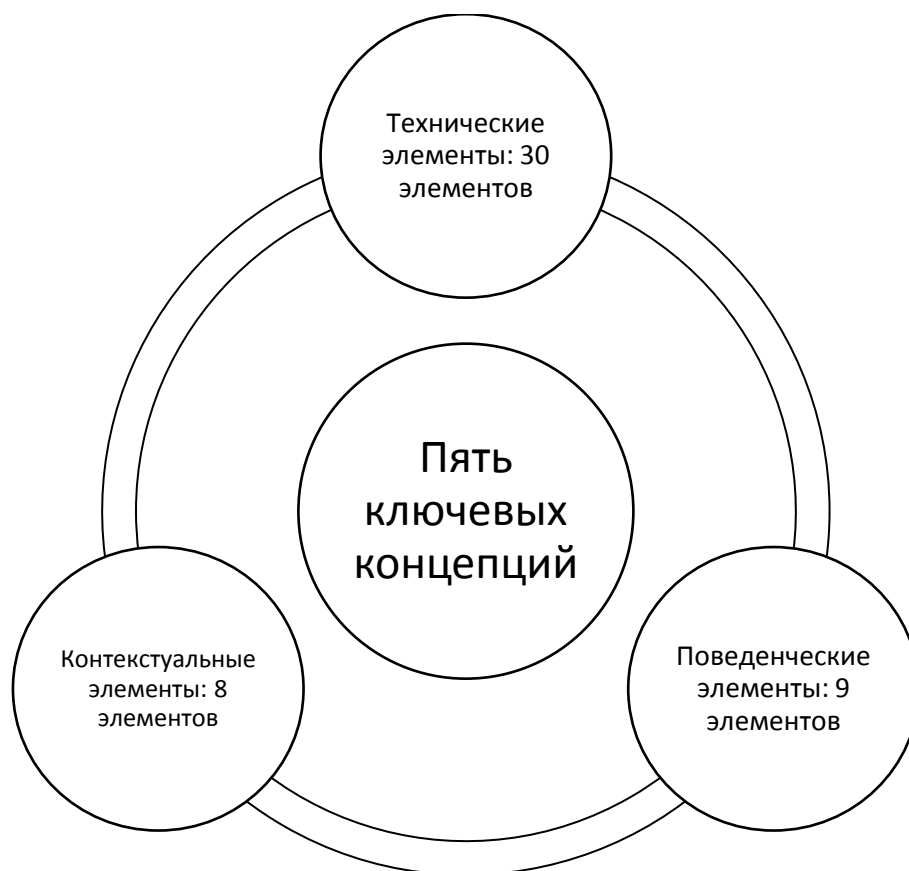 Технические
элементы: 30
элементов
Пять
ключевых
концепций
Контекстуальные
элементы: 8
элементов
Поведенческие
элементы: 9
элементов